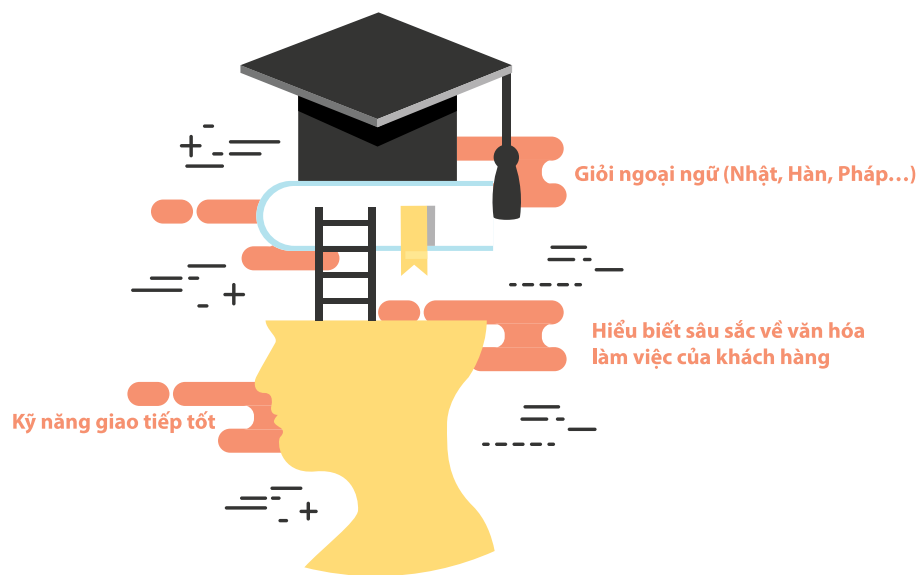 Giỏi ngoại ngữ (Nhật, Hàn, Pháp…)
Hiểu biết sâu sắc về văn hóa
làm việc của khách hàng
Kỹ năng giao tiếp tốt